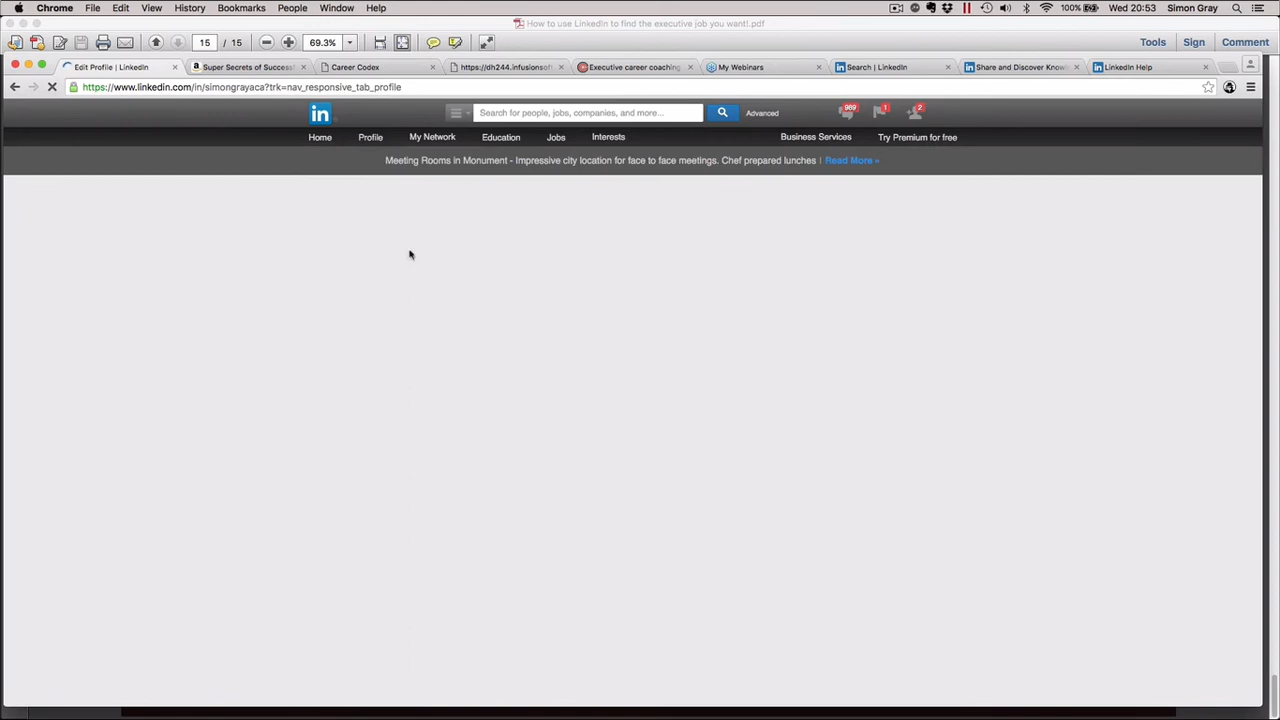 Chrome File Edit View History Bookmarks People Window Help 100% Wed 20:53 Simon Gray
How to use LinkedIn to find the executive job you want!.pdf
15 / 15 69.3% Tools Sign Comment
Edit Profile | LinkedIn Super Secrets of Success Career Codex https://dh244.infusionsoft Executive career coaching My Webinars Search | LinkedIn Share and Discover Know LinkedIn Help
https://www.linkedin.com/in/simongrayaca?trk=nav_responsive_tab_profile
in Search for people, jobs, companies, and more... Advanced 989 1 2
Home Profile My Network Education Jobs Interests Business Services Try Premium for free
Meeting Rooms in Monument - Impressive city location for face to face meetings. Chef prepared lunches | Read More »